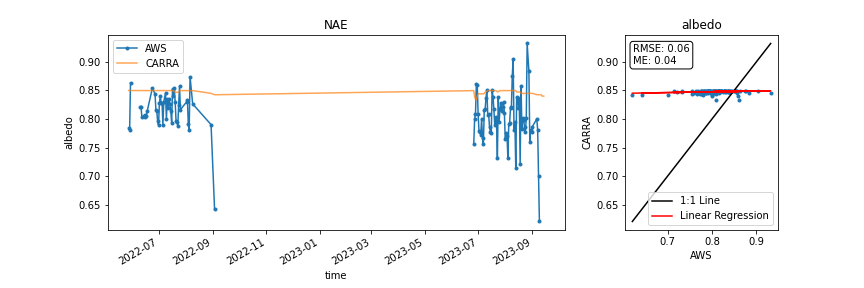 NAE
AWS
CARRA
albedo
0.90
0.85
0.80
0.75
0.70
0.65
2022-07
2022-09
2022-11
2023-01
2023-03
2023-05
2023-07
2023-09
time
albedo
RMSE: 0.06
ME: 0.04
CARRA
0.90
0.85
0.80
0.75
0.70
0.65
1:1 Line
Linear Regression
0.7
0.8
0.9
AWS